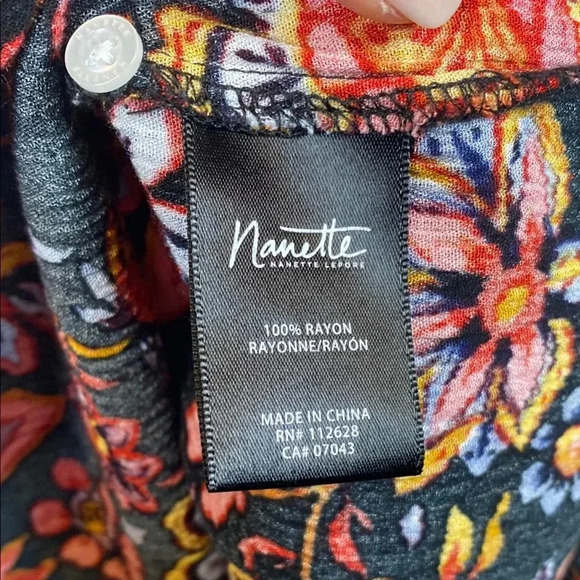 Nanette
NANETTE LEPORE
100% RAYON
RAYONNE/RAYÓN
MADE IN CHINA
RN# 112628
CA# 07043